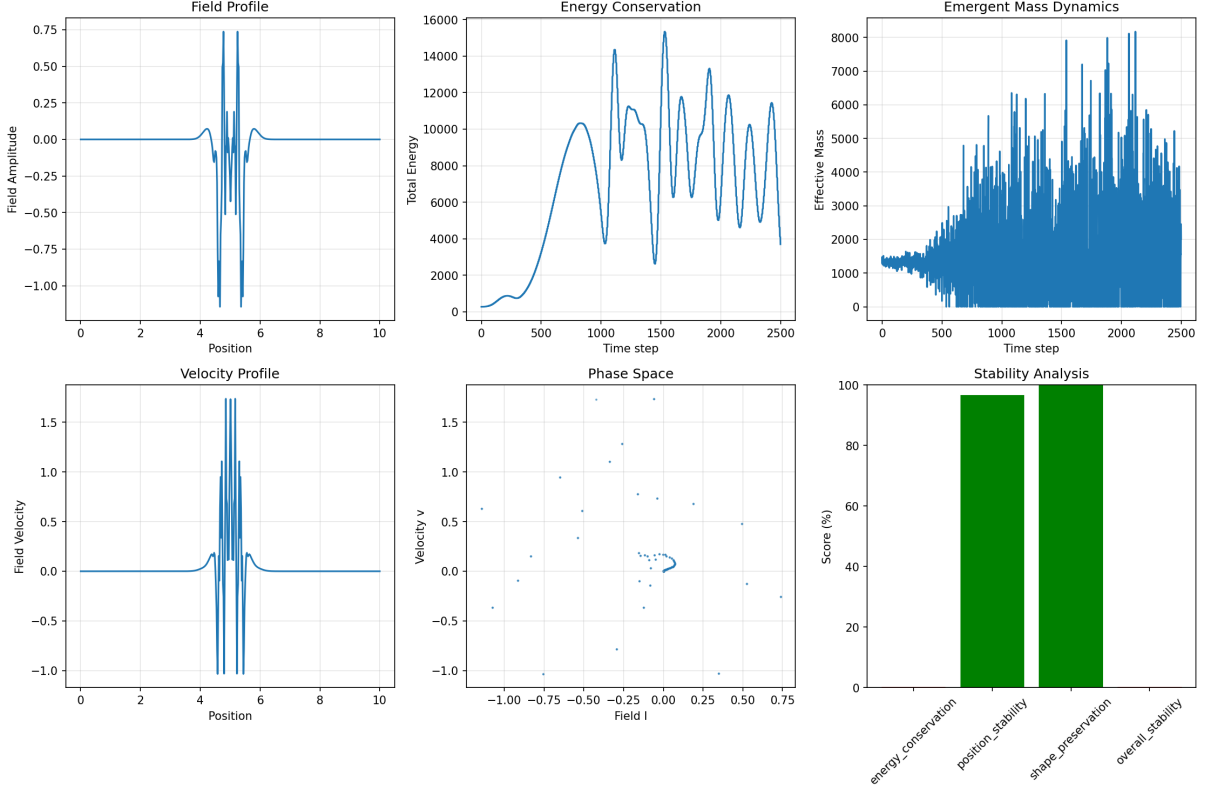 Field Profile
Field Amplitude
0.75
0.50
0.25
0.00
−0.25
−0.50
−0.75
−1.00
0 2 4 6 8 10
Position
Energy Conservation
Total Energy
16000
14000
12000
10000
8000
6000
4000
2000
0
0 500 1000 1500 2000 2500
Time step
Emergent Mass Dynamics
Effective Mass
8000
7000
6000
5000
4000
3000
2000
1000
0
0 500 1000 1500 2000 2500
Time step
Velocity Profile
Field Velocity
1.5
1.0
0.5
0.0
−0.5
−1.0
0 2 4 6 8 10
Position
Phase Space
Velocity v
1.5
1.0
0.5
0.0
−0.5
−1.0
−1.00 −0.75 −0.50 −0.25 0.00 0.25 0.50 0.75
Field I
Stability Analysis
Score (%)
100
80
60
40
20
0
energy_conservation
position_stability
shape_preservation
overall_stability